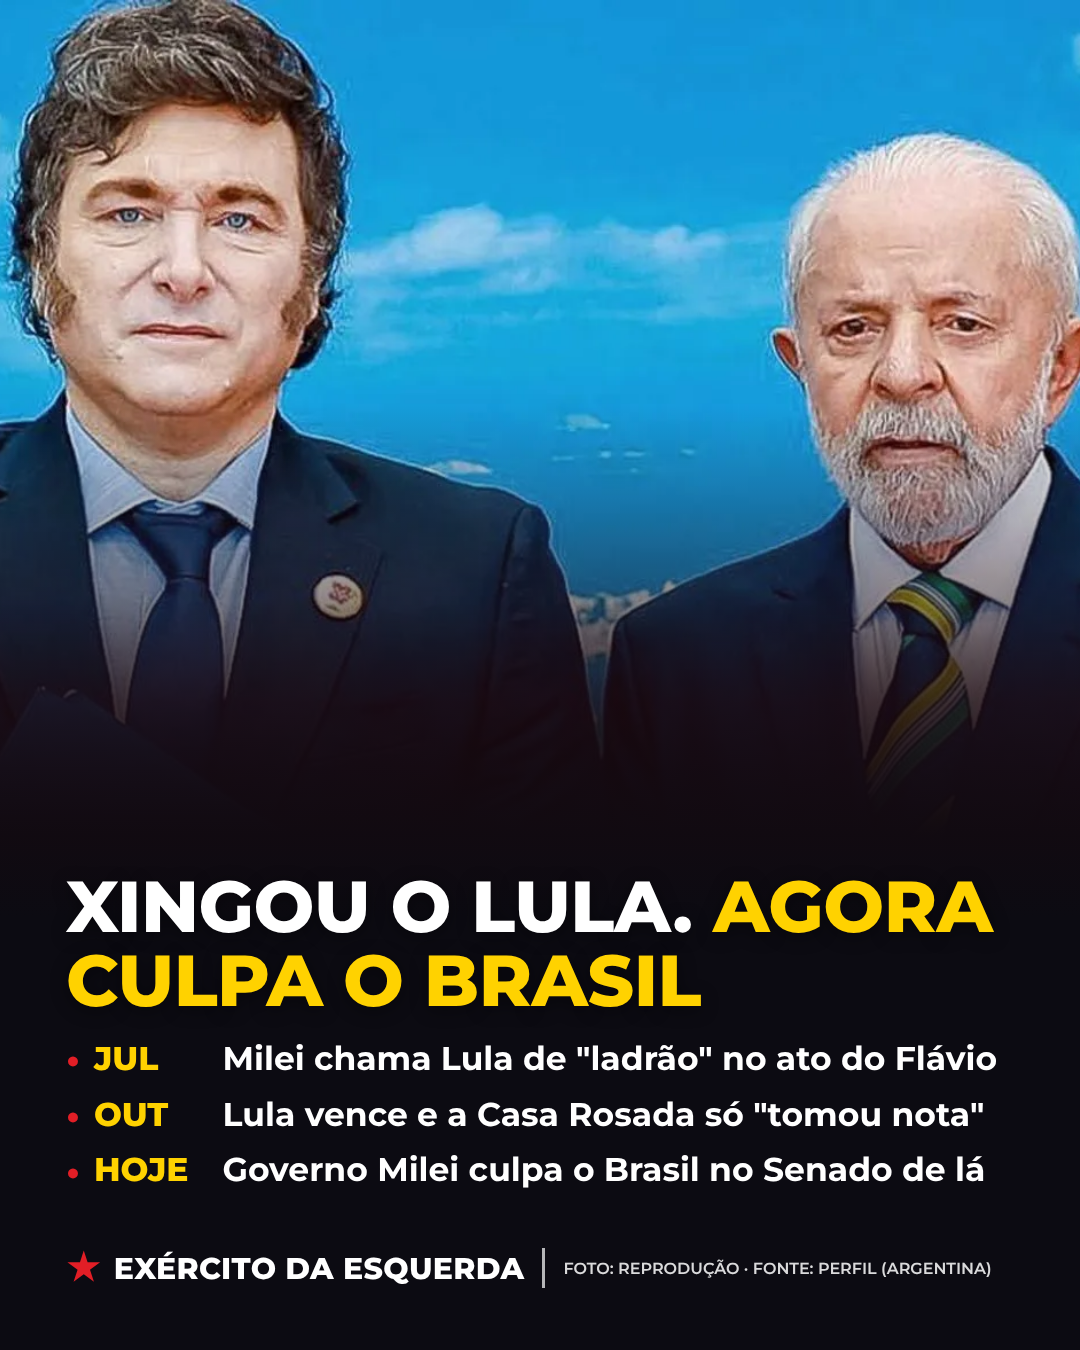 XINGOU O LULA. AGORA
CULPA O BRASIL
• JUL Milei chama Lula de "ladrão" no ato do Flávio
• OUT Lula vence e a Casa Rosada só "tomou nota"
• HOJE Governo Milei culpa o Brasil no Senado de lá
★ EXÉRCITO DA ESQUERDA | FOTO: REPRODUÇÃO · FONTE: PERFIL (ARGENTINA)